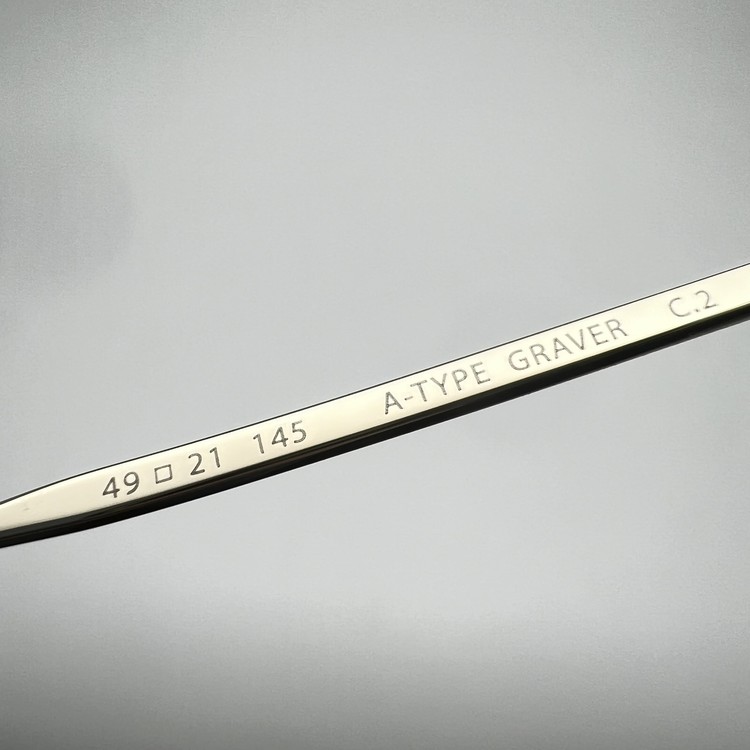 49 □ 21 145 A-TYPE GRAVER C.2